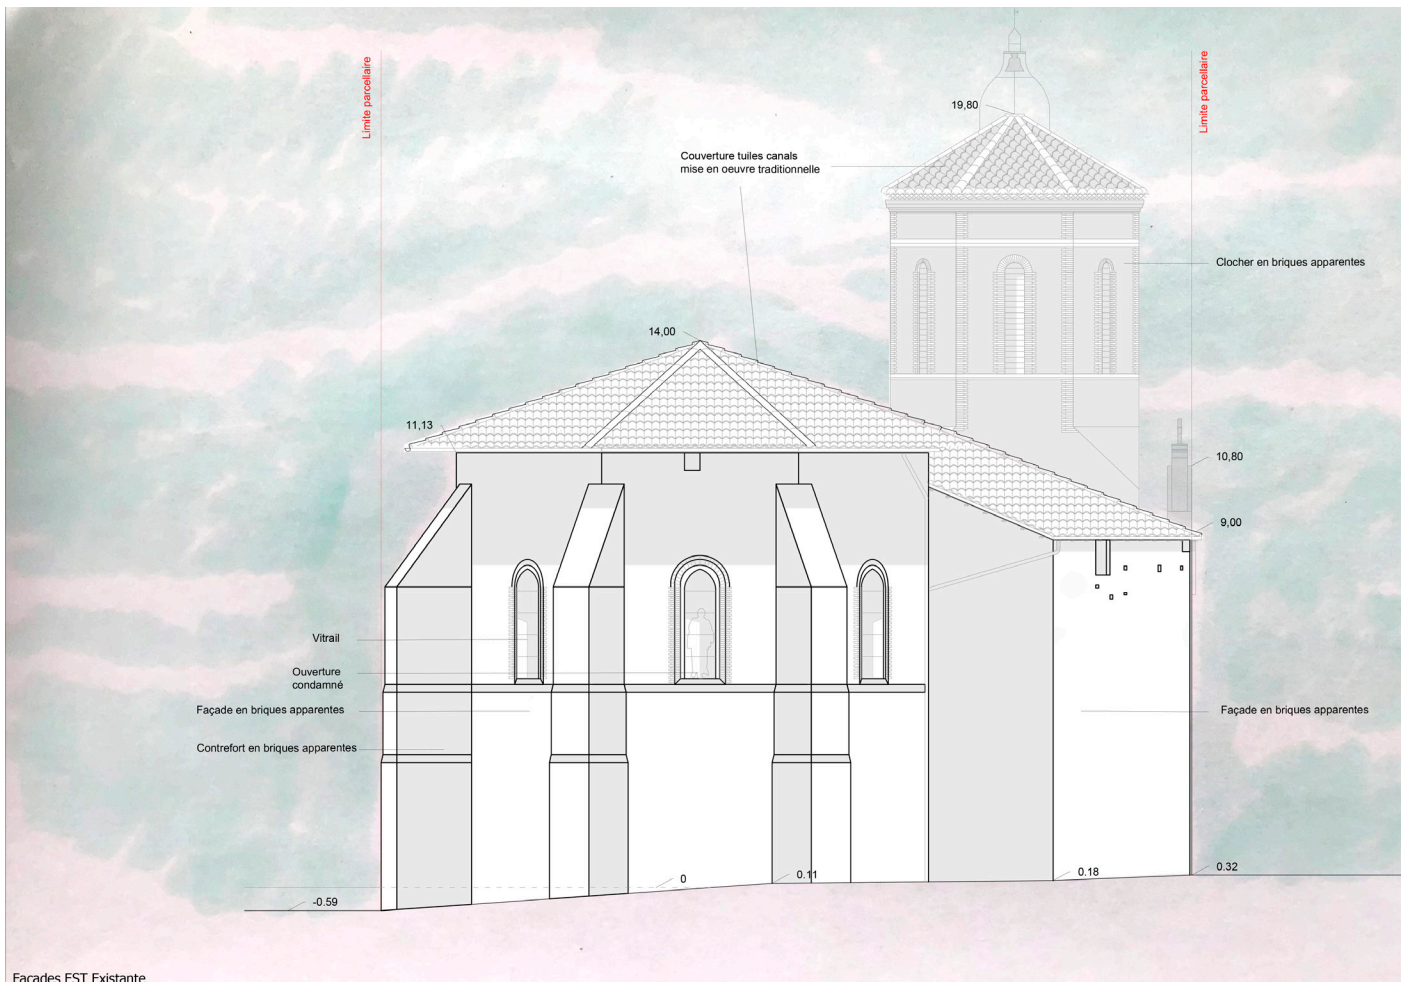 Limite parcellaire
Limite parcellaire
19,80
Couverture tuiles canals
mise en oeuvre traditionnelle
Clocher en briques apparentes
14,00
11,13
10,80
9,00
Vitrail
Ouverture
condamné
Façade en briques apparentes
Façade en briques apparentes
Contrefort en briques apparentes
0
0.11
0.18
0.32
-0.59
Façades EST Existante